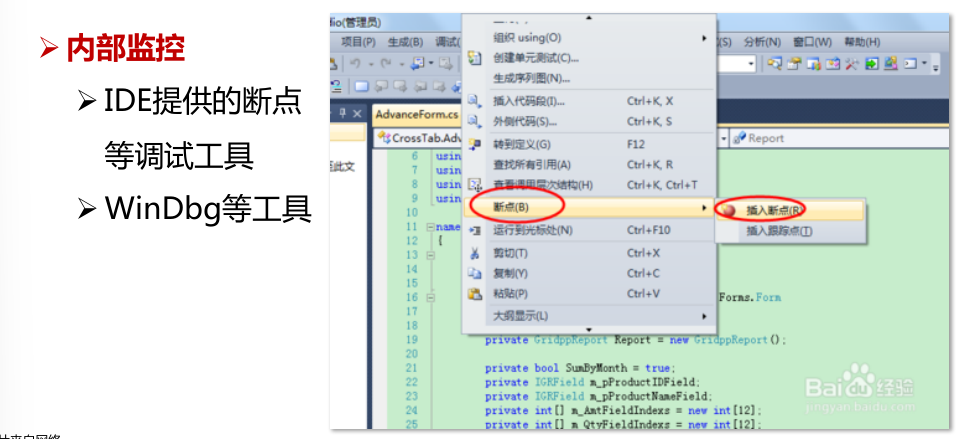 内部监控
IDE提供的断点
等调试工具
WinDbg等工具
dio(管理员)
项目(P) 生成(B) 调试( (S) 分析(N) 窗口(W) 帮助(H)
组织 using(O)
创建单元测试(C)...
生成序列图(N)...
插入代码段(I)... Ctrl+K, X
外侧代码(S)... Ctrl+K, S
转到定义(G) F12
查找所有引用(A) Ctrl+K, R
查看调用层次结构(H) Ctrl+K, Ctrl+T
断点(B)
插入断点(R)
插入跟踪点(T)
运行到光标处(N) Ctrl+F10
剪切(T) Ctrl+X
复制(Y) Ctrl+C
粘贴(P) Ctrl+V
大纲显示(L)
AdvanceForm.cs
CrossTab.Adv
Report
此文
6 usin
7 usin
8 usin
9 usin
10
11 name
12 {
13
14
15
16 Forms.Form
17
18
19 private GridppReport Report = new GridppReport();
20
21 private bool SumByMonth = true;
22 private IGRField m_pProductIDField;
23 private IGRField m_pProductNameField;
24 private int[] m_AmtFieldIndexs = new int[12];
25 private int[] m_QtyFieldIndexs = new int[12];
Baidu经验
jingyan.baidu.com
片来自网络